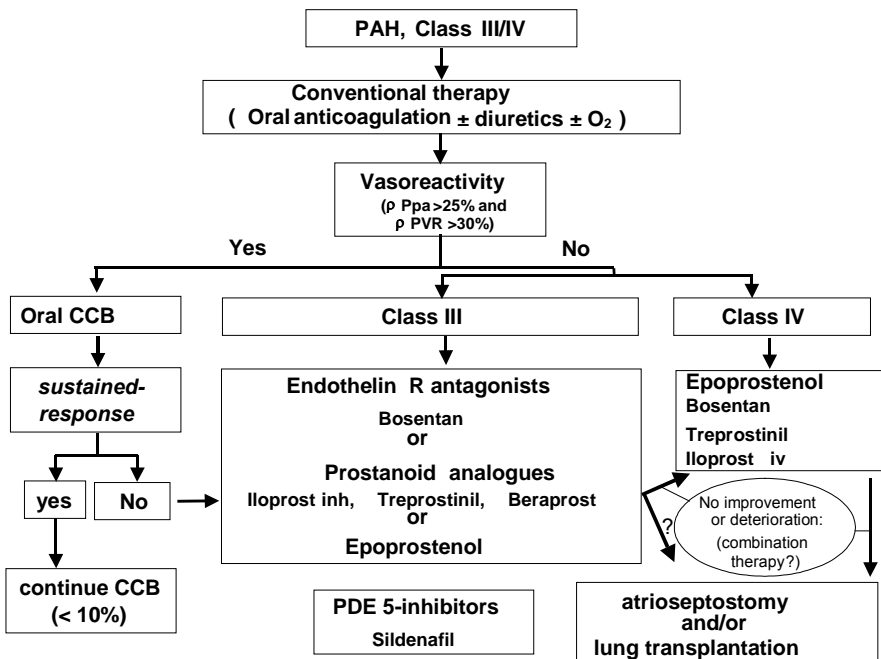 PAH, Class III/IV
Conventional therapy
( Oral anticoagulation ± diuretics ± O₂ )
Vasoreactivity
(ρ Ppa >25% and
ρ PVR >30%)
Yes
No
Oral CCB
Class III
Class IV
sustained-
response
yes
No
continue CCB
(< 10%)
Endothelin R antagonists
Bosentan
or
Prostanoid analogues
Iloprost inh, Treprostinil, Beraprost
or
Epoprostenol
PDE 5-inhibitors
Sildenafil
Epoprostenol
Bosentan
Treprostinil
Iloprost iv
?
No improvement
or deterioration:
(combination
therapy?)
atrioseptostomy
and/or
lung transplantation